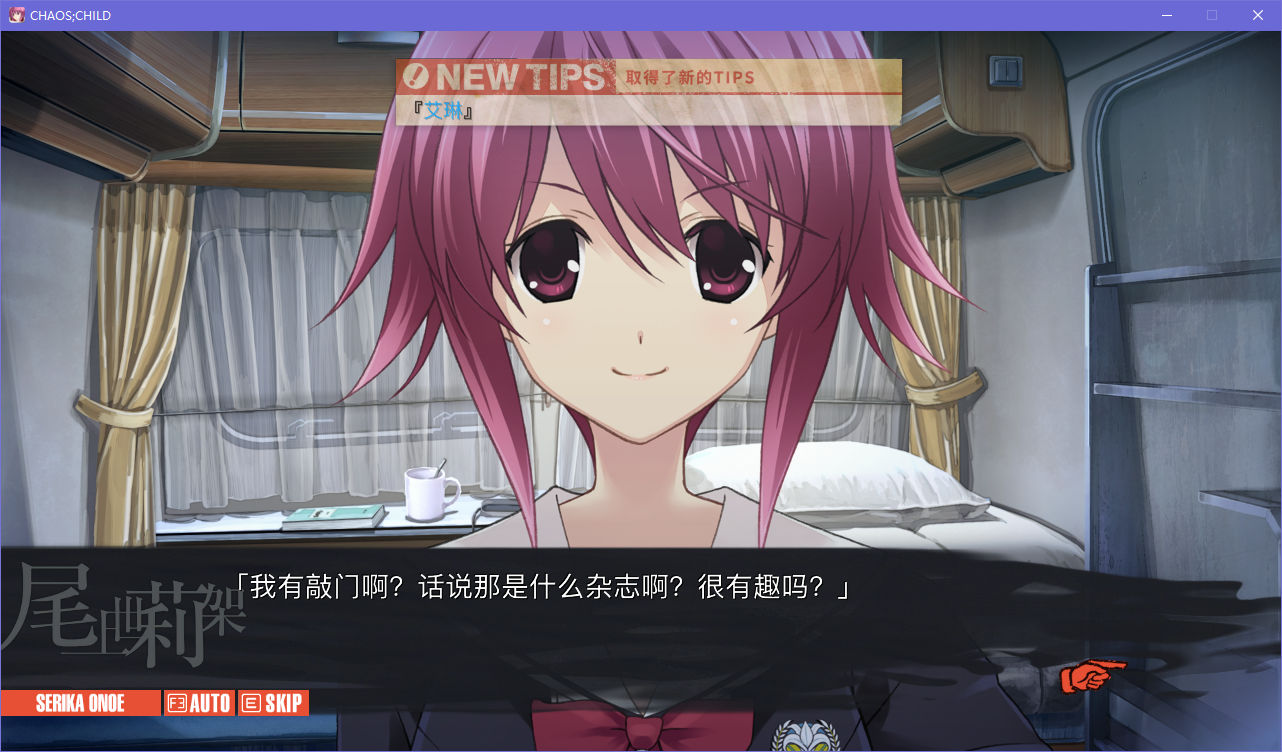 CHAOS;CHILD
NEW TIPS 取得了新的TIPS
『艾琳』
「我有敲门啊？话说那是什么杂志啊？很有趣吗？」
尾上世莉架
SERIKA ONOE
F3 AUTO
E SKIP